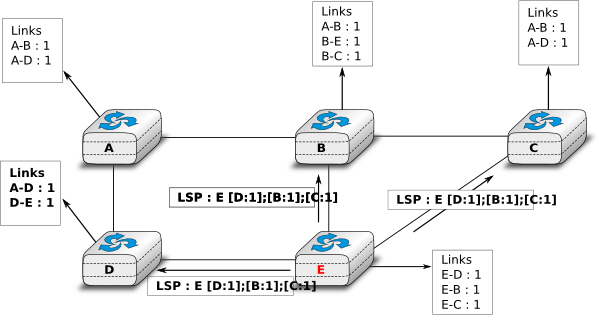 Links
A-B : 1
A-D : 1
Links
A-B : 1
B-E : 1
B-C : 1
Links
A-B : 1
A-D : 1
A
B
C
Links
A-D : 1
D-E : 1
LSP : E [D:1];[B:1];[C:1]
LSP : E [D:1];[B:1];[C:1]
D
E
LSP : E [D:1];[B:1];[C:1]
Links
E-D : 1
E-B : 1
E-C : 1